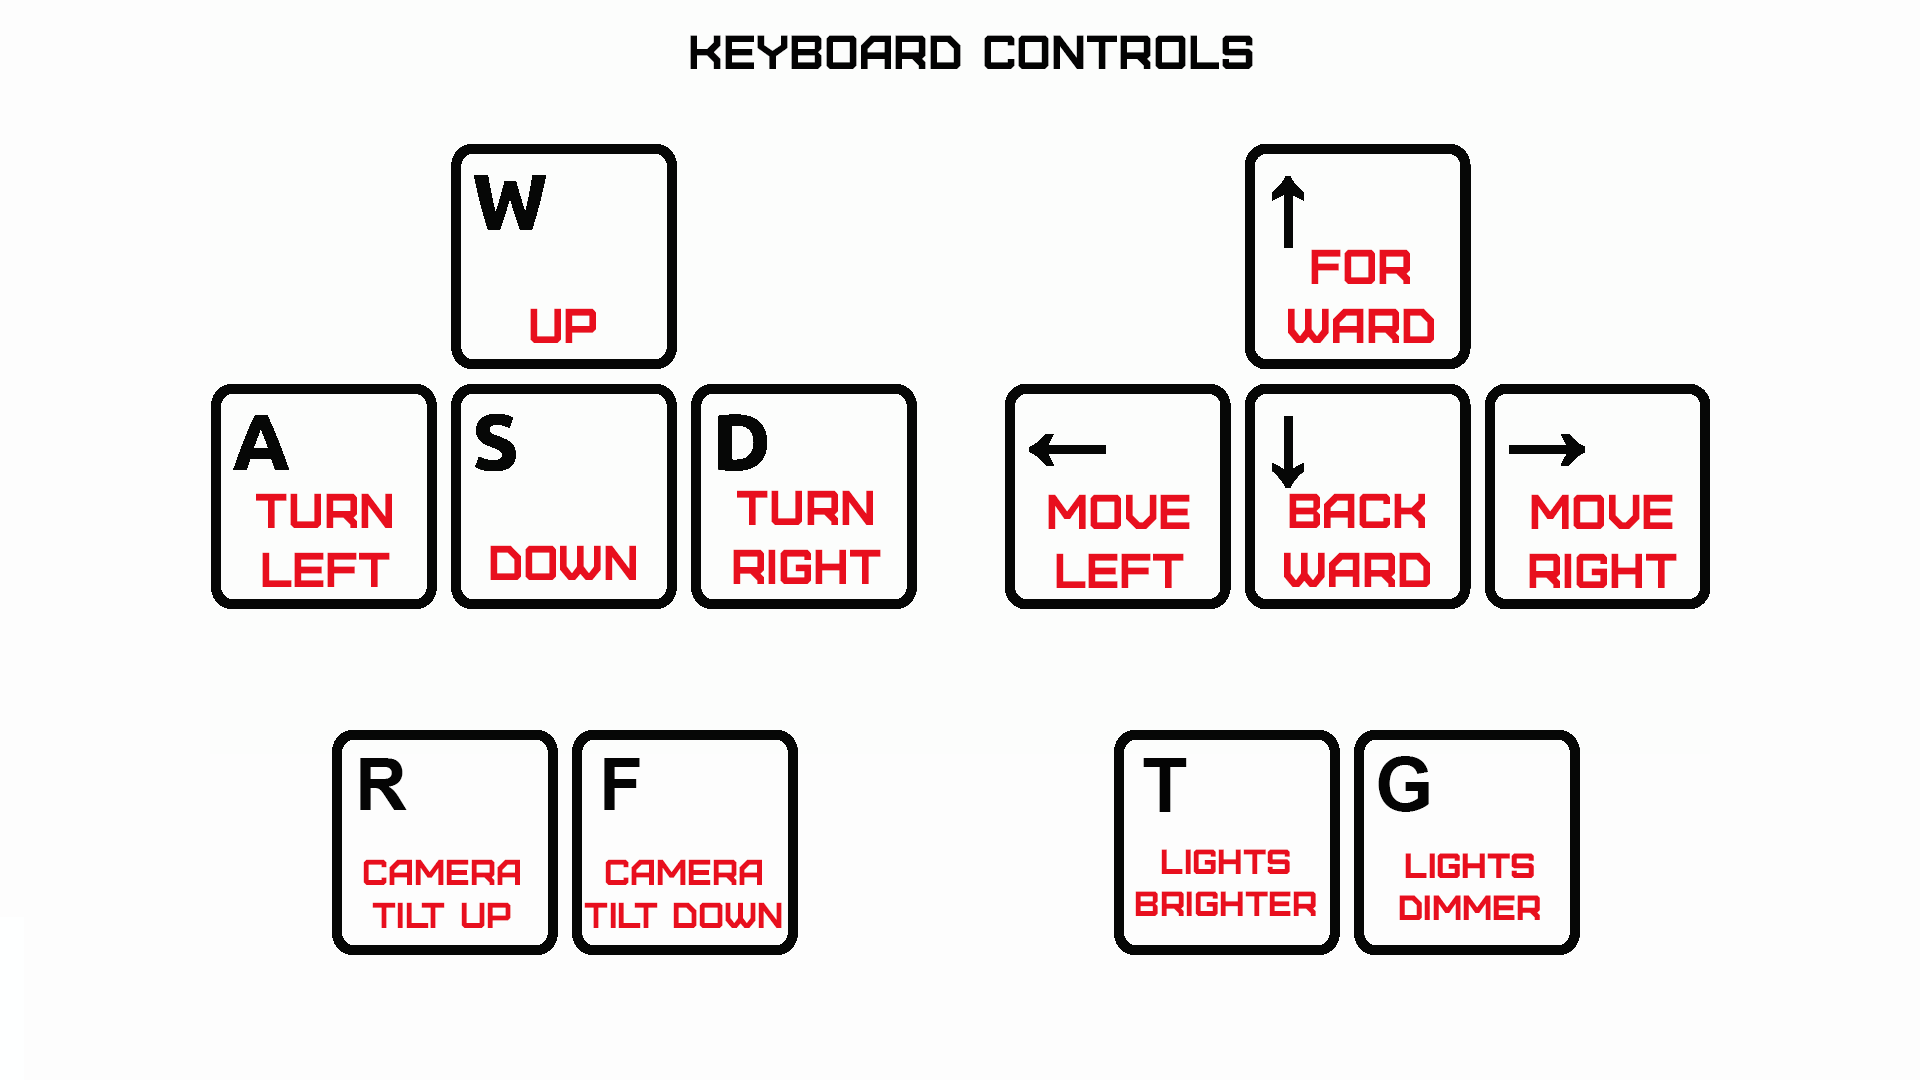 KEYBOARD CONTROLS
W
UP
↑
FOR
WARD
A
TURN
LEFT
S
DOWN
D
TURN
RIGHT
←
MOVE
LEFT
↓
BACK
WARD
→
MOVE
RIGHT
R
CAMERA
TILT UP
F
CAMERA
TILT DOWN
T
LIGHTS
BRIGHTER
G
LIGHTS
DIMMER